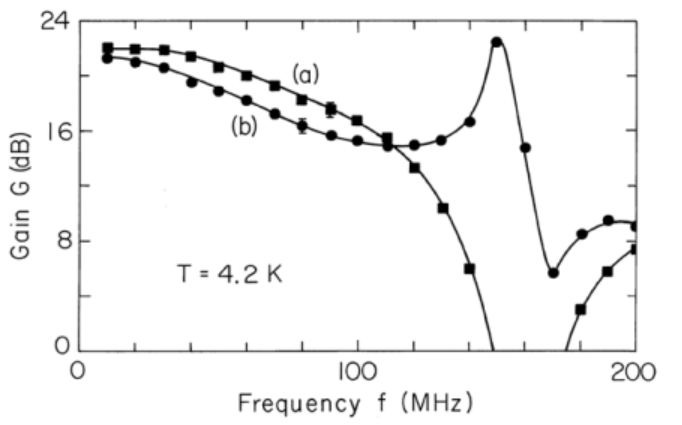 24
(a)
16
(b)
Gain G (dB)
8
T = 4.2 K
0
0
100
200
Frequency f (MHz)